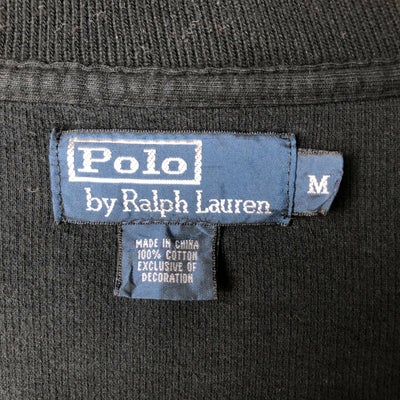 Polo
by Ralph Lauren
M
MADE IN CHINA
100% COTTON
EXCLUSIVE OF
DECORATION